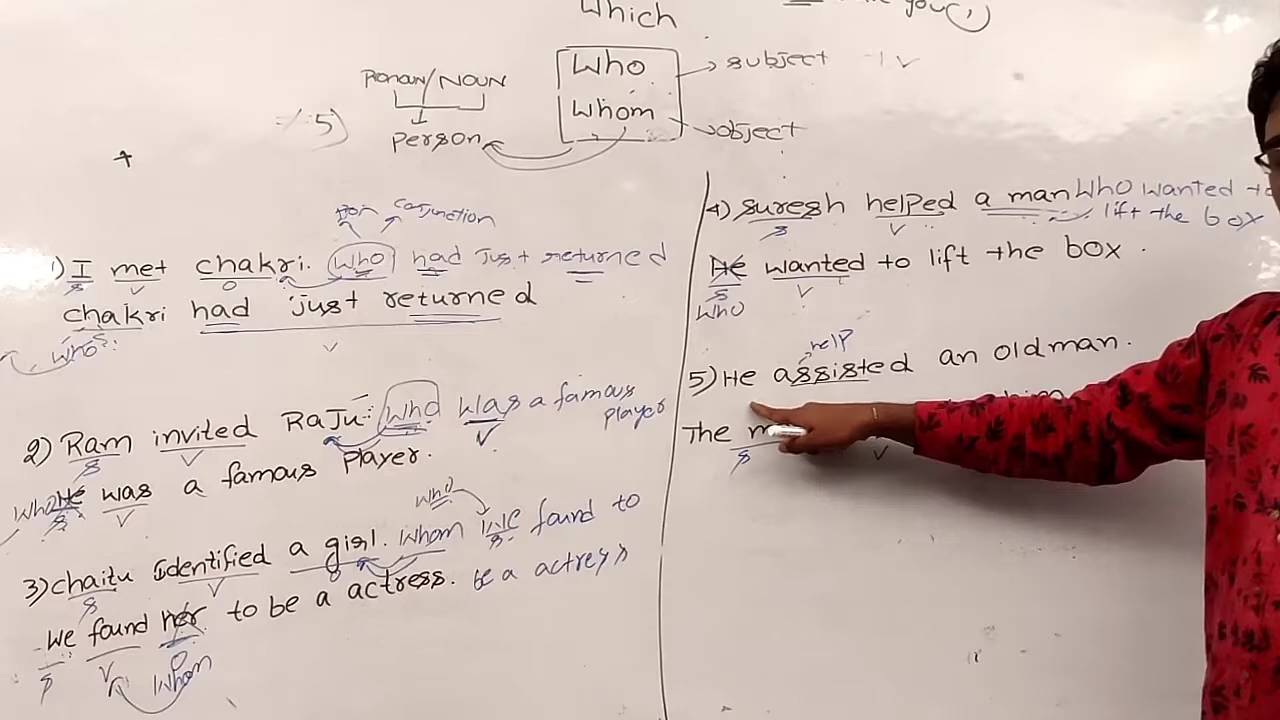 Which
you(,)
Who
Whom
subject
object
Pronoun/NOUN
person
5)
conjunction
1) I met chakri. who had just returned
S V O
chakri had just returned
who
V
2) Ram invited RaJu. who was a famous
player
S V V
He was a famous player.
who
S V
who
3) chaitu Identified a girl. whom we found to
be a actress
S V O S
we found her to be a actress.
S V O
whom
4) suresh helped a man who wanted to
lift the box
S V
He wanted to lift the box.
S V
who
help
5) He assisted an old man.
The
S V